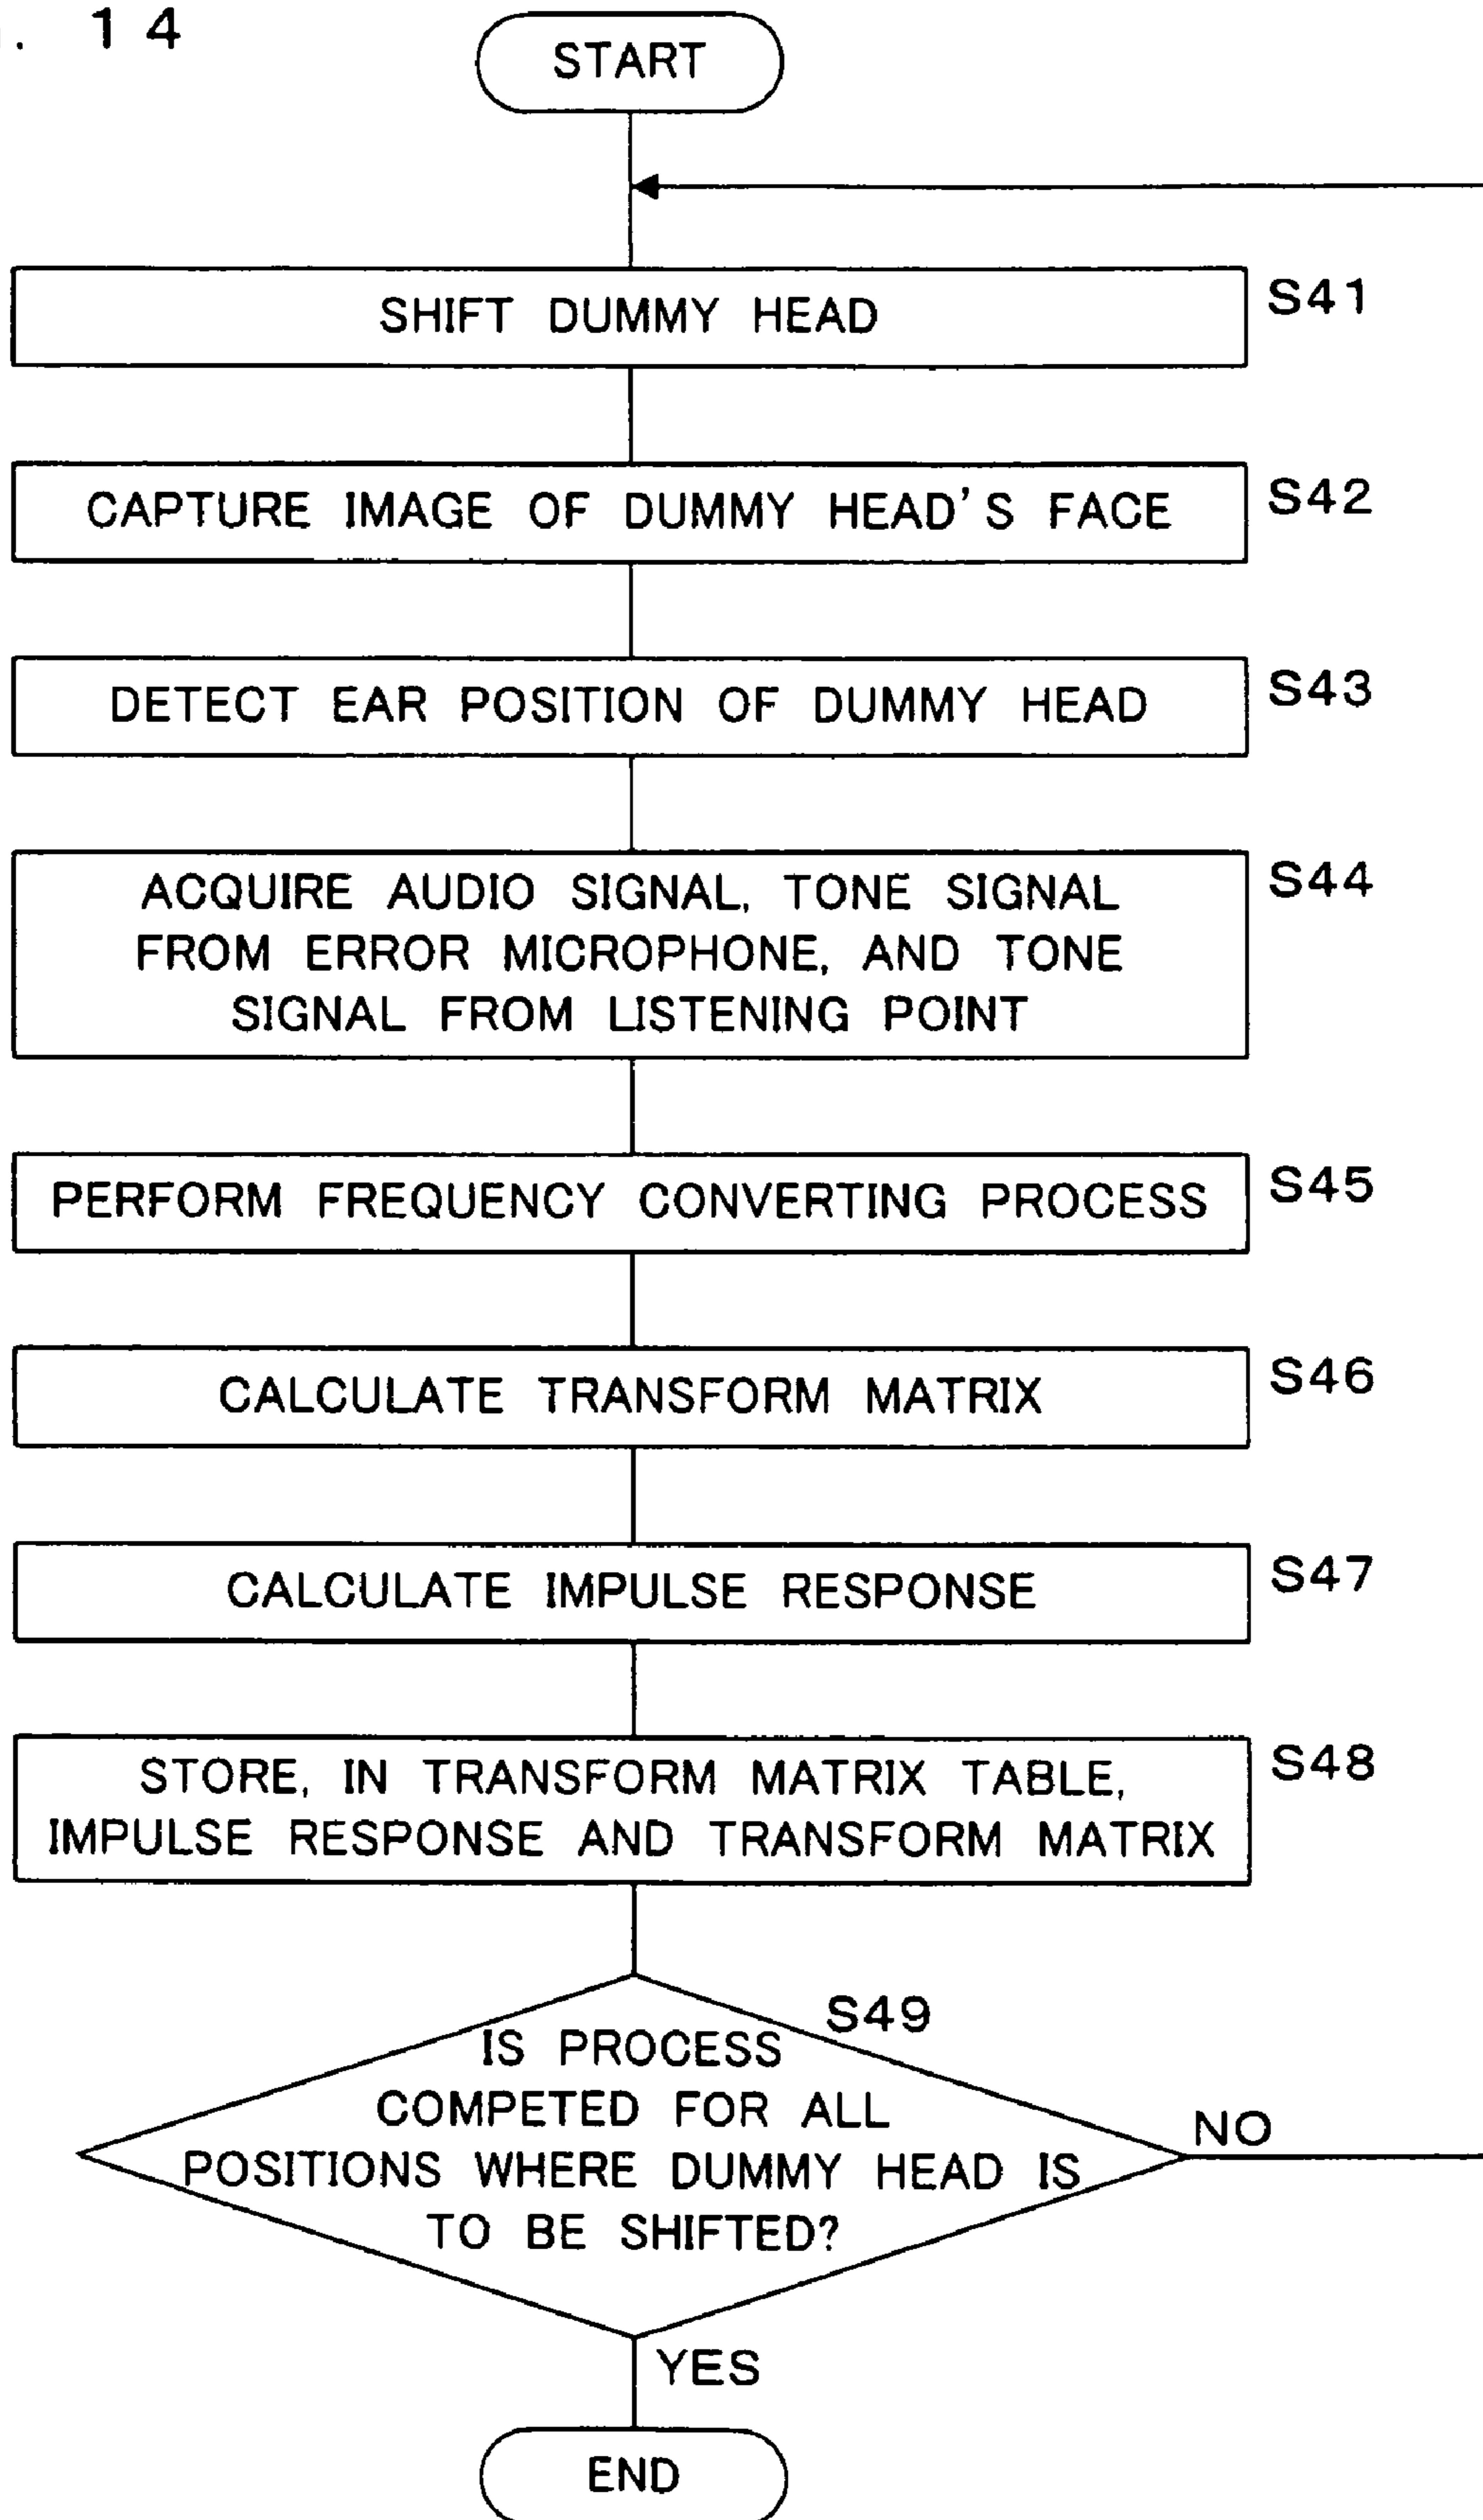 . 14
START
SHIFT DUMMY HEAD
S41
CAPTURE IMAGE OF DUMMY HEAD'S FACE
S42
DETECT EAR POSITION OF DUMMY HEAD
S43
ACQUIRE AUDIO SIGNAL, TONE SIGNAL
FROM ERROR MICROPHONE, AND TONE
SIGNAL FROM LISTENING POINT
S44
PERFORM FREQUENCY CONVERTING PROCESS
S45
CALCULATE TRANSFORM MATRIX
S46
CALCULATE IMPULSE RESPONSE
S47
STORE, IN TRANSFORM MATRIX TABLE,
IMPULSE RESPONSE AND TRANSFORM MATRIX
S48
S49
IS PROCESS
COMPETED FOR ALL
POSITIONS WHERE DUMMY HEAD IS
TO BE SHIFTED?
NO
YES
END